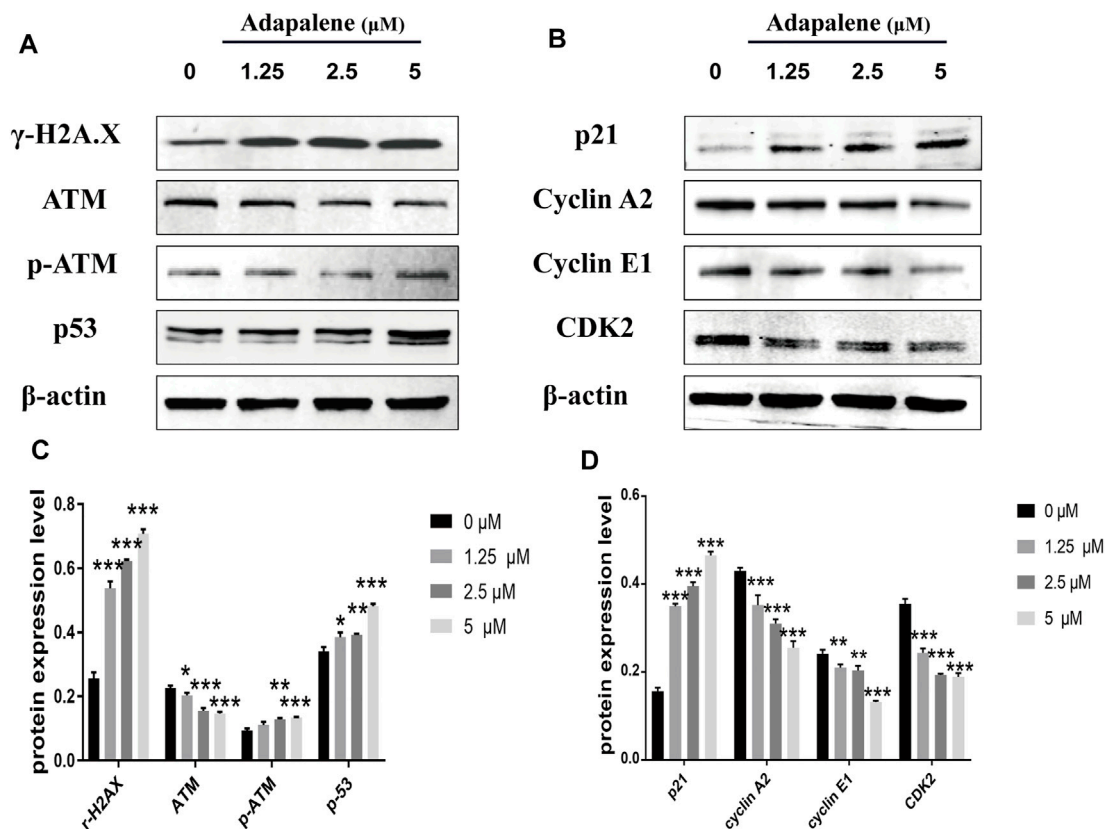 A
Adapalene (μM)
0 1.25 2.5 5
γ-H2A.X
ATM
p-ATM
p53
β-actin
B
Adapalene (μM)
0 1.25 2.5 5
p21
Cyclin A2
Cyclin E1
CDK2
β-actin
C
protein expression level
0.8
0.6
0.4
0.2
0.0
*** *** ***
* *** ***
** ***
* ** ***
r-H2AX ATM p-ATM p-53
0 μM
1.25 μM
2.5 μM
5 μM
D
protein expression level
0.6
0.4
0.2
0.0
*** *** ***
*** *** ***
** ** ***
*** *** ***
p21 cyclin A2 cyclin E1 CDK2
0 μM
1.25 μM
2.5 μM
5 μM